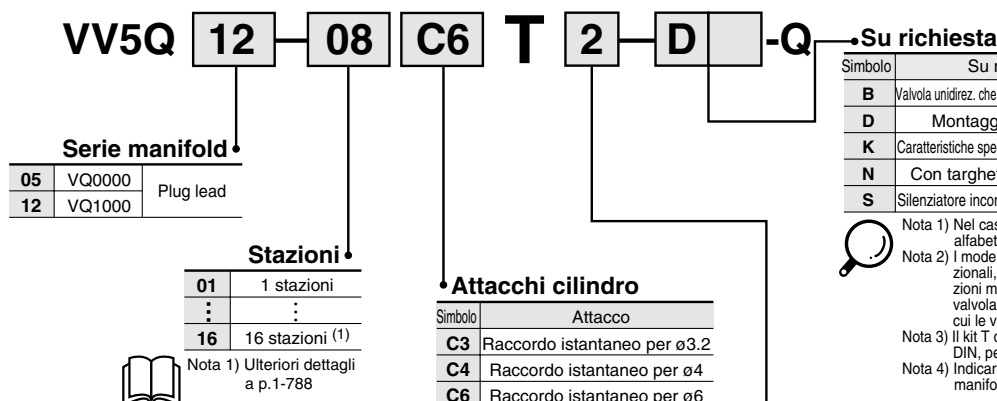 VV5Q 12 — 08 C6 T 2 — D -Q
Su richiesta
Simbolo
B Valvola unidirez. che
D Montagg
K Caratteristiche spe
N Con targhe
S Silenziatore incor
Nota 1) Nel cas
alfabet
Nota 2) I mode
zionali,
zioni m
valvola
cui le v
Nota 3) Il kit T
DIN, pe
Nota 4) Indicar
manifo
Serie manifold
05 VQ0000 Plug lead
12 VQ1000
Stazioni
01 1 stazioni
⋮ ⋮
16 16 stazioni (1)
Nota 1) Ulteriori dettagli
a p.1-788
Attacchi cilindro
Simbolo Attacco
C3 Raccordo istantaneo per ø3.2
C4 Raccordo istantaneo per ø4
C6 Raccordo istantaneo per ø6